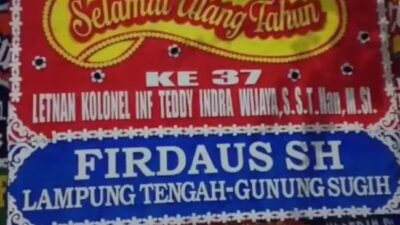 Selamat Ulang Tahun
KE 37
LETNAN KOLONEL INF TEDDY INDRA WIJAYA, S.S.T.Han, M.SI.
FIRDAUS SH
LAMPUNG TENGAH-GUNUNG SUGIH